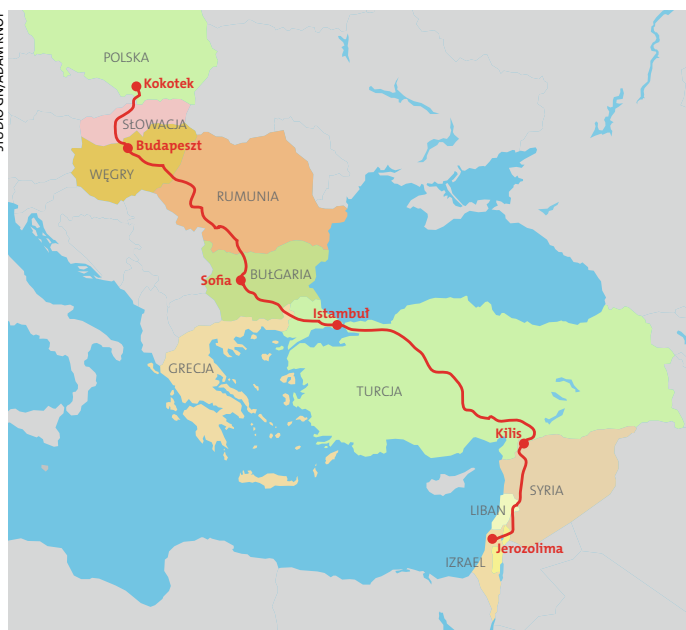 POLSKA
Kokotek
SŁOWACJA
Budapeszt
WĘGRY
RUMUNIA
Sofia
BUŁGARIA
Istambuł
GRECJA
TURCJA
Kilis
SYRIA
LIBAN
Jerozolima
IZRAEL